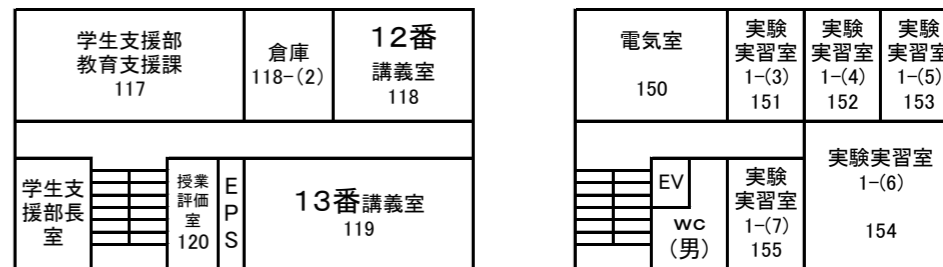 学生支援部
教育支援課
117
倉庫
118-(2)
12番
講義室
118
電気室
150
実験
実習室
1-(3)
151
実験
実習室
1-(4)
152
実験
実習室
1-(5)
153
学生支
援部長
室
授業
評価
室
120
E
P
S
13番講義室
119
EV
wc
(男)
実験
実習室
1-(7)
155
実験実習室
1-(6)
154